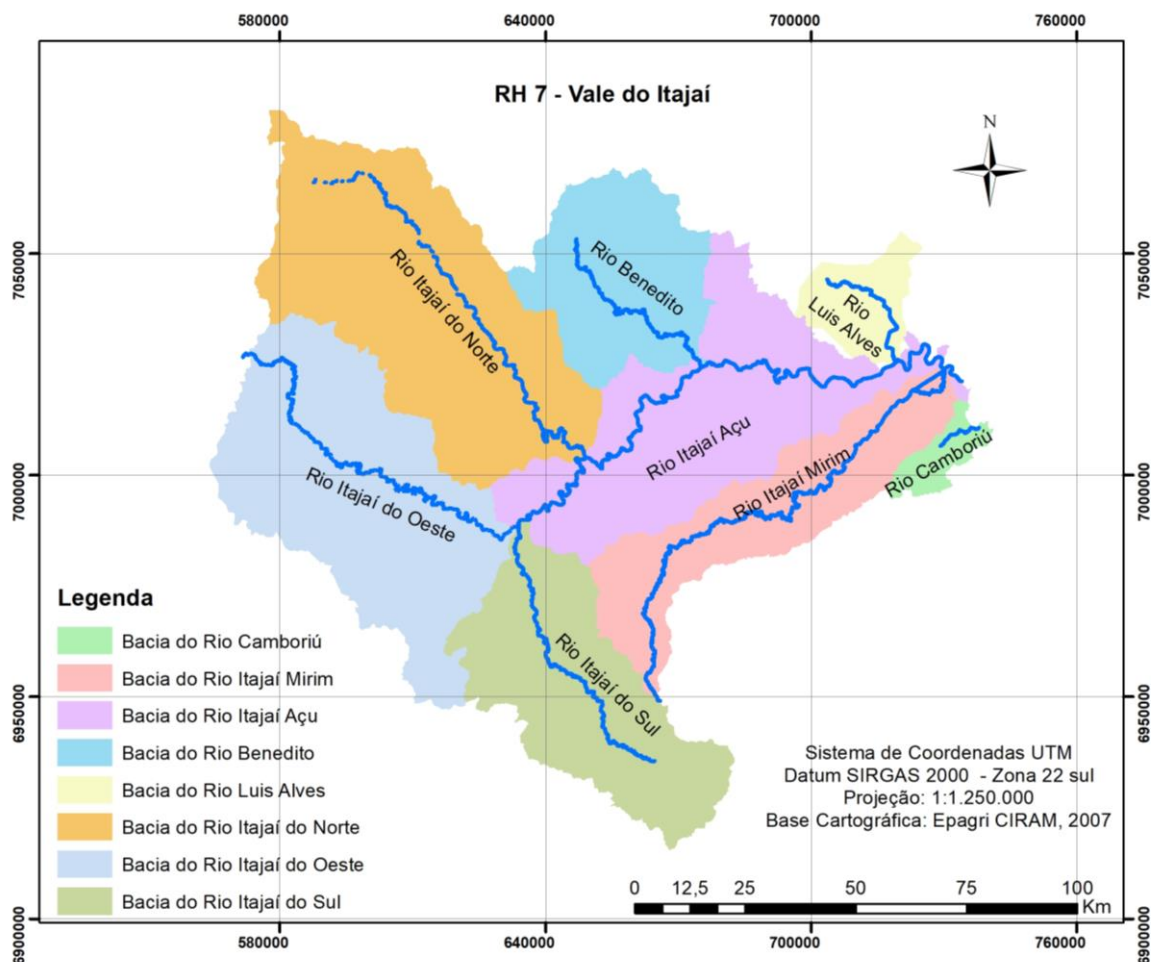 580000
640000
700000
760000
RH 7 - Vale do Itajaí
N
7050000
7050000
Rio Benedito
Rio
Luis Alves
Rio Itajaí do Norte
Rio Itajaí Açu
Rio Itajaí Mirim
Rio Camboriú
7000000
7000000
Rio Itajaí do Oeste
Rio Itajaí do Sul
Legenda
Bacia do Rio Camboriú
Bacia do Rio Itajaí Mirim
Bacia do Rio Itajaí Açu
Bacia do Rio Benedito
Bacia do Rio Luis Alves
Bacia do Rio Itajaí do Norte
Bacia do Rio Itajaí do Oeste
Bacia do Rio Itajaí do Sul
6950000
6950000
Sistema de Coordenadas UTM
Datum SIRGAS 2000 - Zona 22 sul
Projeção: 1:1.250.000
Base Cartográfica: Epagri CIRAM, 2007
0 12,5 25 50 75 100
Km
6900000
6900000
580000
640000
700000
760000